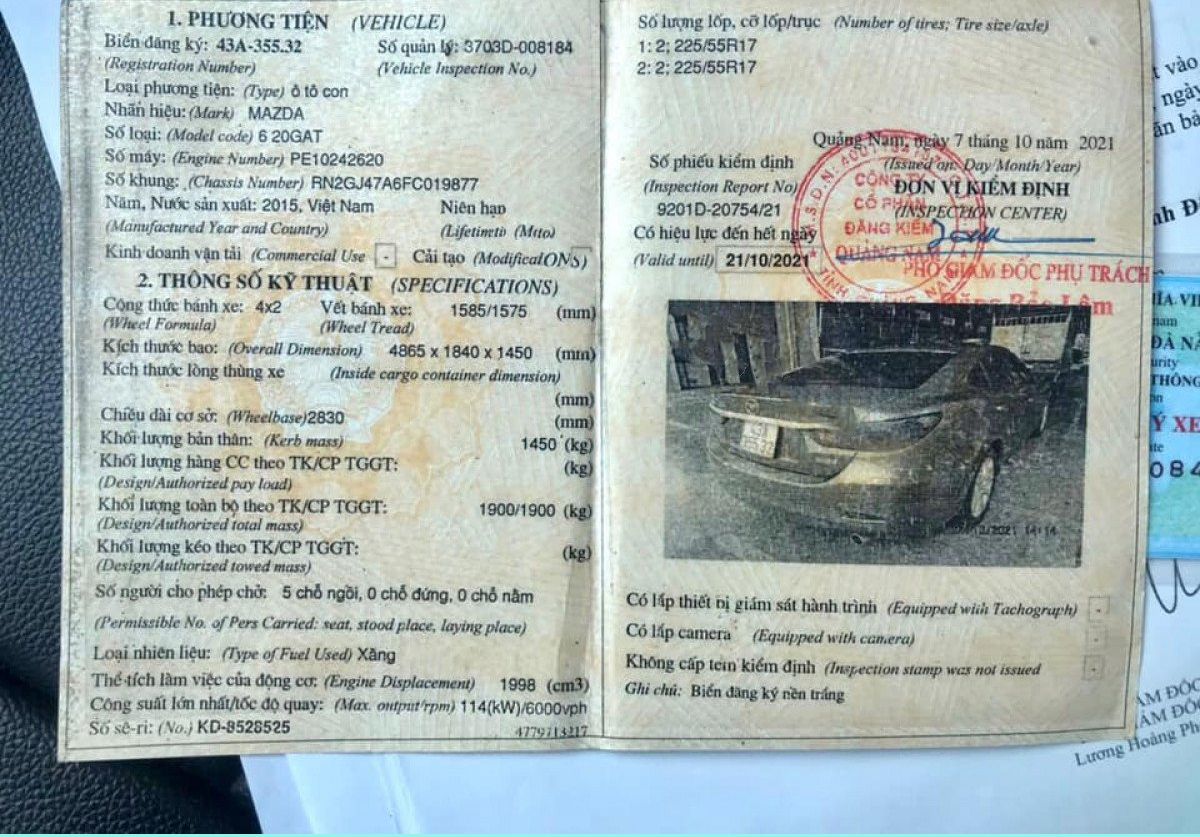 1. PHƯƠNG TIỆN (VEHICLE)
Biển đăng ký: 43A-355.32 Số quản lý: 3703D-008184
(Registration Number) (Vehicle Inspection No.)
Loại phương tiện: (Type) ô tô con
Nhãn hiệu: (Mark) MAZDA
Số loại: (Model code) 6 20GAT
Số máy: (Engine Number) PE10242620
Số khung: (Chassis Number) RN2GJ47A6FC019877
Năm, Nước sản xuất: 2015, Việt Nam Niên hạn
(Manufactured Year and Country) (Lifetime
Kinh doanh vận tải (Commercial Use - Cải tạo
2. THÔNG SỐ KỸ THUẬT (SPECIFICATIONS)
Công thức bánh xe: 4x2 Vết bánh xe: 1585/1575 (mm)
(Wheel Formula) (Wheel Tread)
Kích thước bao: (Overall Dimension) 4865 x 1840 x 1450 (mm)
Kích thước lòng thùng xe (Inside cargo container dimension)
(mm)
Chiều dài cơ sở: (Wheelbase)2830 (mm)
Khối lượng bản thân: (Kerb mass) 1450 (kg)
Khối lượng hàng CC theo TK/CP TGGT: (kg)
(Design/Authorized pay load)
Khối lượng toàn bộ theo TK/CP TGGT: 1900/1900 (kg)
(Design/Authorized total mass)
Khối lượng kéo theo TK/CP TGGT: (kg)
(Design/Authorized towed mass)
Số người cho phép chở: 5 chỗ ngồi, 0 chỗ đứng, 0 chỗ nằm
(Permissible No. of Pers Carried: seat, stood place, laying place)
Loại nhiên liệu: (Type of Fuel Used) Xăng
Thể tích làm việc của động cơ: (Engine Displacement) 1998 (cm3)
Công suất lớn nhất/tốc độ quay: (Max. output/rpm) 114(kW)/6000vph
Số sê-ri: (No.) KD-8528525
Số lượng lốp, cỡ lốp/trục (Number of tires; Tire size/axle)
1: 2; 225/55R17
2: 2; 225/55R17
Quảng Nam, ngày 7 tháng 10 năm 2021
Số phiếu kiểm định (Issued on: Day/Month/Year)
(Inspection Report No) ĐƠN VỊ KIỂM ĐỊNH
9201D-20754/21 (INSPECTION CENTER)
Có hiệu lực đến hết ngày
(Valid until) 21/10/2021
CÔNG TY
CỔ PHẦN
ĐĂNG KIỂM
QUẢNG NAM
PHÓ GIÁM ĐỐC PHỤ TRÁCH
Có lắp thiết bị giám sát hành trình (Equipped with Tachograph) -
Có lắp camera (Equipped with camera) -
Không cấp tem kiểm định (Inspection stamp was not issued -
Ghi chú: Biển đăng ký nền trắng
Lương Hoàng